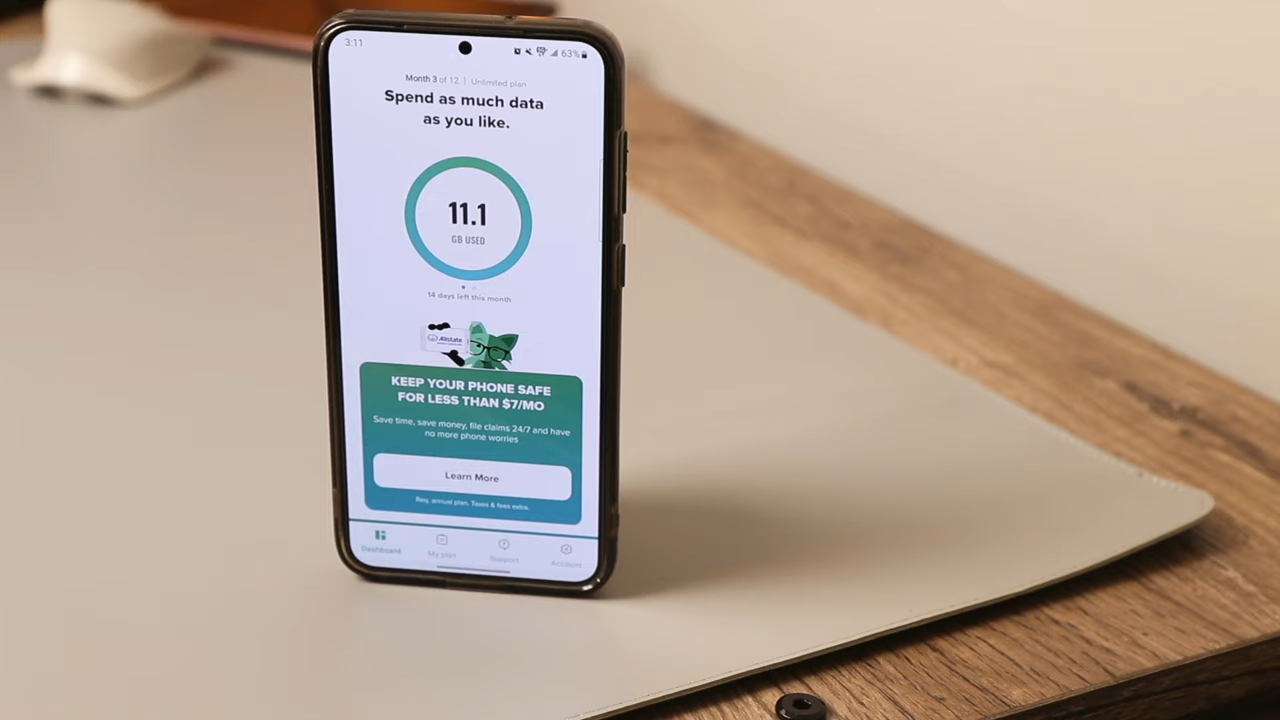 3:11
63%
Month 3 of 12 | Unlimited plan
Spend as much data
as you like.
11.1
GB USED
14 days left this month
Allstate
KEEP YOUR PHONE SAFE
FOR LESS THAN $7/MO
Save time, save money, file claims 24/7 and have
no more phone worries
Learn More
Req. annual plan. Taxes & fees extra.
Dashboard
My plan
Support
Account